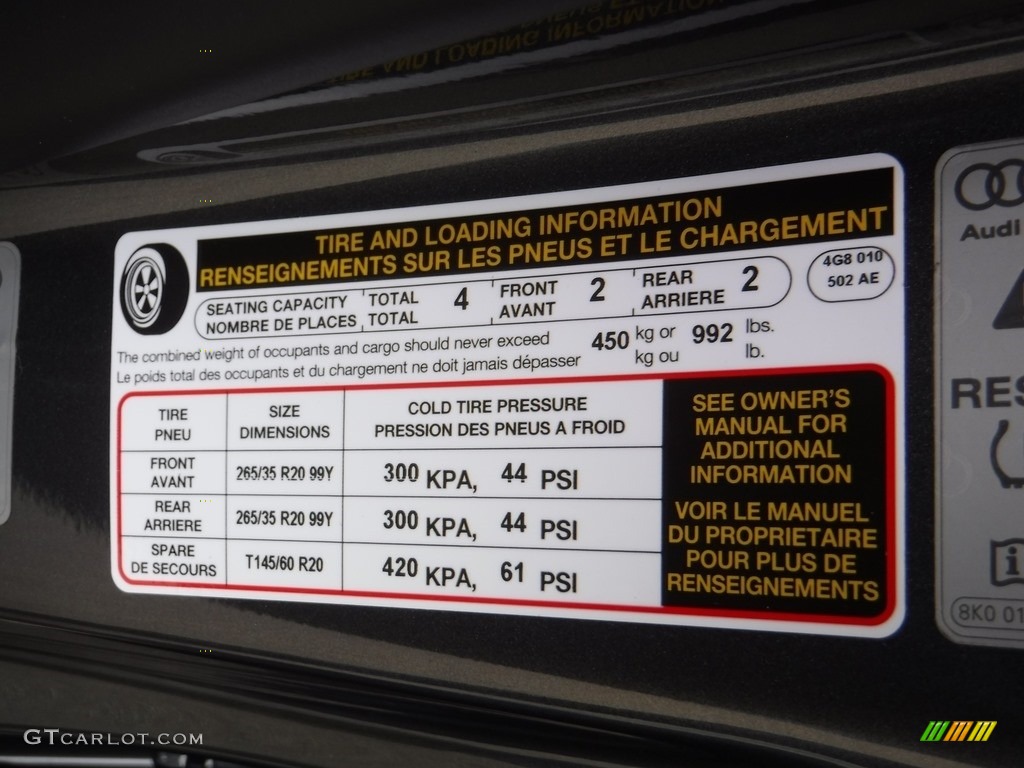 TIRE AND LOADING INFORMATION
RENSEIGNEMENTS SUR LES PNEUS ET LE CHARGEMENT
SEATING CAPACITY TOTAL 4 FRONT 2 REAR 2
NOMBRE DE PLACES TOTAL AVANT ARRIERE
4G8 010
502 AE
The combined weight of occupants and cargo should never exceed 450 kg or 992 lbs.
Le poids total des occupants et du chargement ne doit jamais dépasser kg ou lb.
TIRE SIZE COLD TIRE PRESSURE
PNEU DIMENSIONS PRESSION DES PNEUS A FROID
FRONT
AVANT 265/35 R20 99Y 300 KPA, 44 PSI
REAR
ARRIERE 265/35 R20 99Y 300 KPA, 44 PSI
SPARE
DE SECOURS T145/60 R20 420 KPA, 61 PSI
SEE OWNER'S
MANUAL FOR
ADDITIONAL
INFORMATION
VOIR LE MANUEL
DU PROPRIETAIRE
POUR PLUS DE
RENSEIGNEMENTS
Audi
RES
8K0 01
GTCARLOT.COM